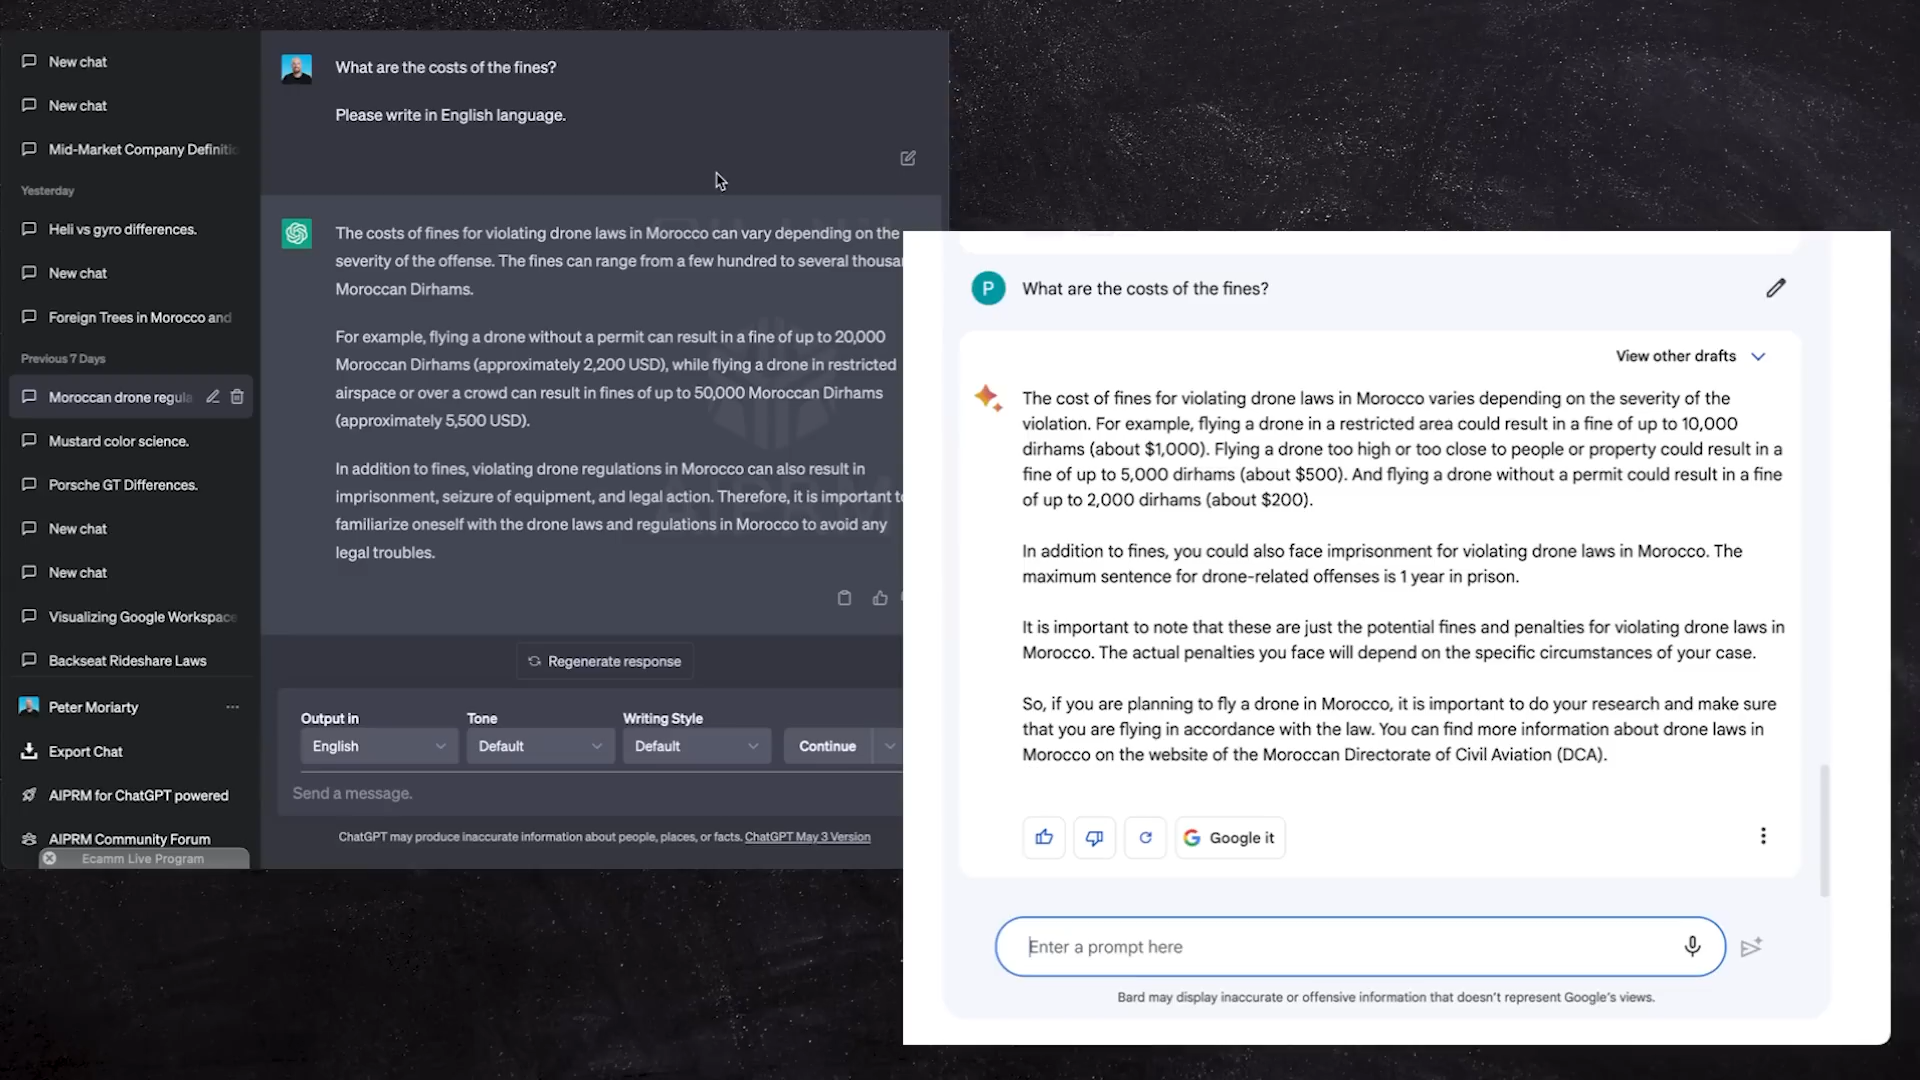 New chat
New chat
Mid-Market Company Definitio
Yesterday
Heli vs gyro differences.
New chat
Foreign Trees in Morocco and
Previous 7 Days
Moroccan drone regula
Mustard color science.
Porsche GT Differences.
New chat
New chat
Visualizing Google Workspace
Backseat Rideshare Laws
Peter Moriarty
Export Chat
AIPRM for ChatGPT powered
AIPRM Community Forum
Ecamm Live Program
What are the costs of the fines?
Please write in English language.
The costs of fines for violating drone laws in Morocco can vary depending on the
severity of the offense. The fines can range from a few hundred to several thousa
Moroccan Dirhams.
For example, flying a drone without a permit can result in a fine of up to 20,000
Moroccan Dirhams (approximately 2,200 USD), while flying a drone in restricted
airspace or over a crowd can result in fines of up to 50,000 Moroccan Dirhams
(approximately 5,500 USD).
In addition to fines, violating drone regulations in Morocco can also result in
imprisonment, seizure of equipment, and legal action. Therefore, it is important to
familiarize oneself with the drone laws and regulations in Morocco to avoid any
legal troubles.
AIPRM
Regenerate response
Output in
Tone
Writing Style
English
Default
Default
Continue
Send a message.
ChatGPT may produce inaccurate information about people, places, or facts. ChatGPT May 3 Version
P
What are the costs of the fines?
View other drafts
The cost of fines for violating drone laws in Morocco varies depending on the severity of the
violation. For example, flying a drone in a restricted area could result in a fine of up to 10,000
dirhams (about $1,000). Flying a drone too high or too close to people or property could result in a
fine of up to 5,000 dirhams (about $500). And flying a drone without a permit could result in a fine
of up to 2,000 dirhams (about $200).
In addition to fines, you could also face imprisonment for violating drone laws in Morocco. The
maximum sentence for drone-related offenses is 1 year in prison.
It is important to note that these are just the potential fines and penalties for violating drone laws in
Morocco. The actual penalties you face will depend on the specific circumstances of your case.
So, if you are planning to fly a drone in Morocco, it is important to do your research and make sure
that you are flying in accordance with the law. You can find more information about drone laws in
Morocco on the website of the Moroccan Directorate of Civil Aviation (DCA).
Google it
Enter a prompt here
Bard may display inaccurate or offensive information that doesn't represent Google's views.